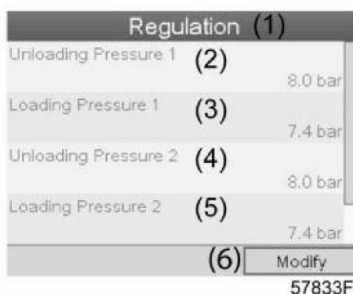 Regulation (1)
Unloading Pressure 1 (2)
8.0 bar
Loading Pressure 1 (3)
7.4 bar
Unloading Pressure 2 (4)
8.0 bar
Loading Pressure 2 (5)
7.4 bar
(6) Modify
57833F